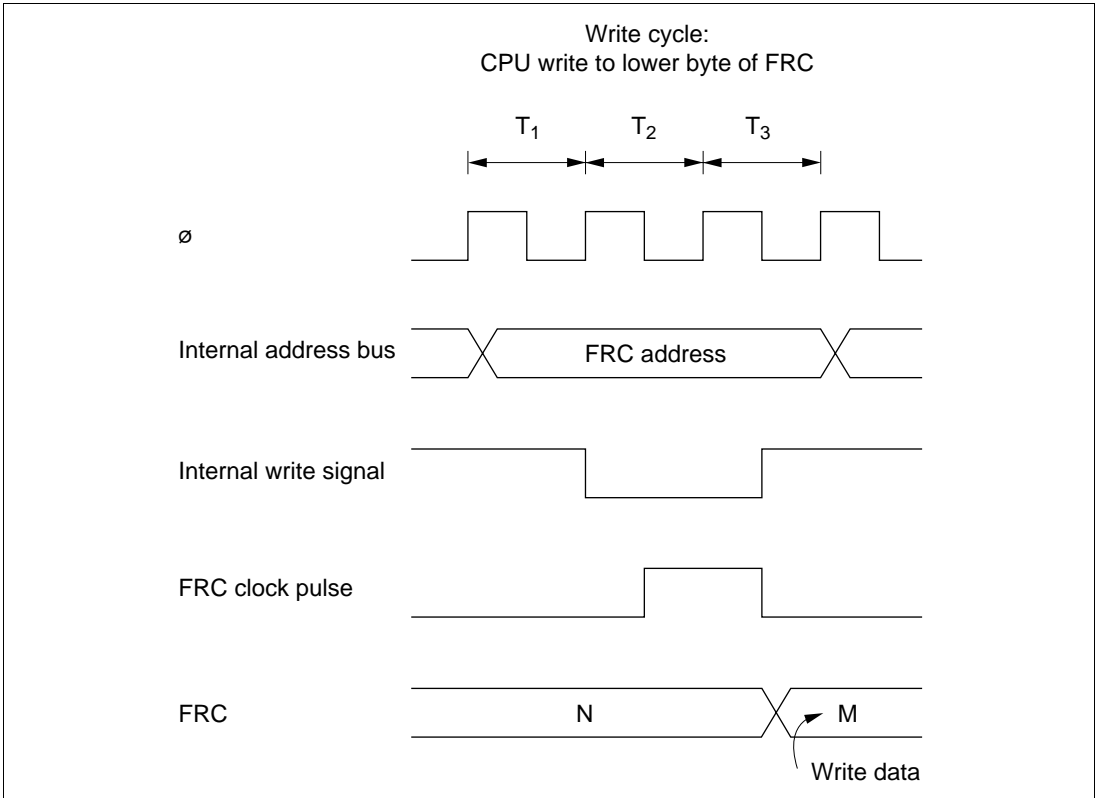 Write cycle:
CPU write to lower byte of FRC
T1 T2 T3
ø
Internal address bus FRC address
Internal write signal
FRC clock pulse
FRC N M
Write data